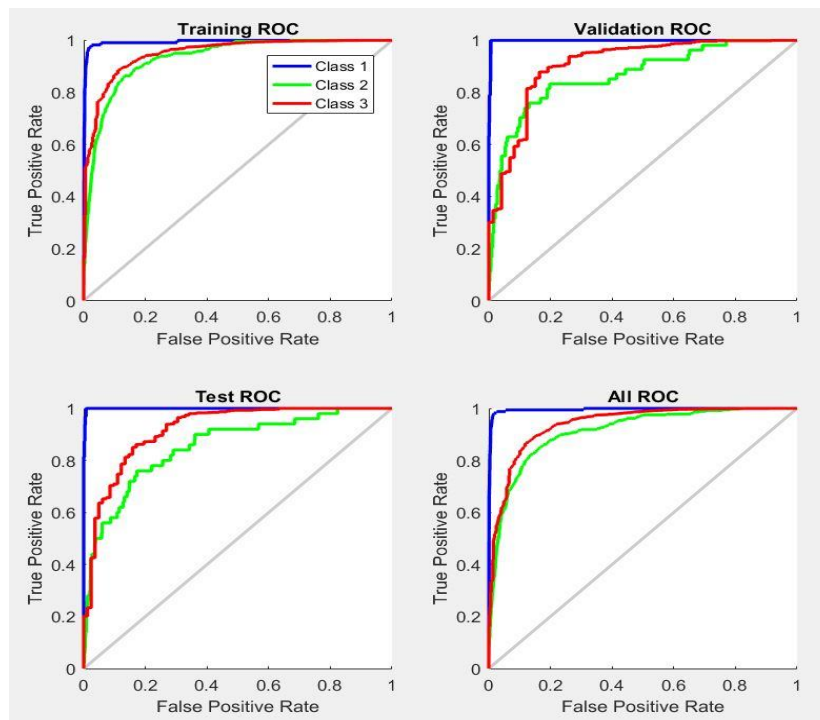 Training ROC
1
0.8
0.6
0.4
0.2
0
True Positive Rate
Class 1
Class 2
Class 3
0 0.2 0.4 0.6 0.8 1
False Positive Rate
Validation ROC
1
0.8
0.6
0.4
0.2
0
True Positive Rate
0 0.2 0.4 0.6 0.8 1
False Positive Rate
Test ROC
1
0.8
0.6
0.4
0.2
0
True Positive Rate
0 0.2 0.4 0.6 0.8 1
False Positive Rate
All ROC
1
0.8
0.6
0.4
0.2
0
True Positive Rate
0 0.2 0.4 0.6 0.8 1
False Positive Rate